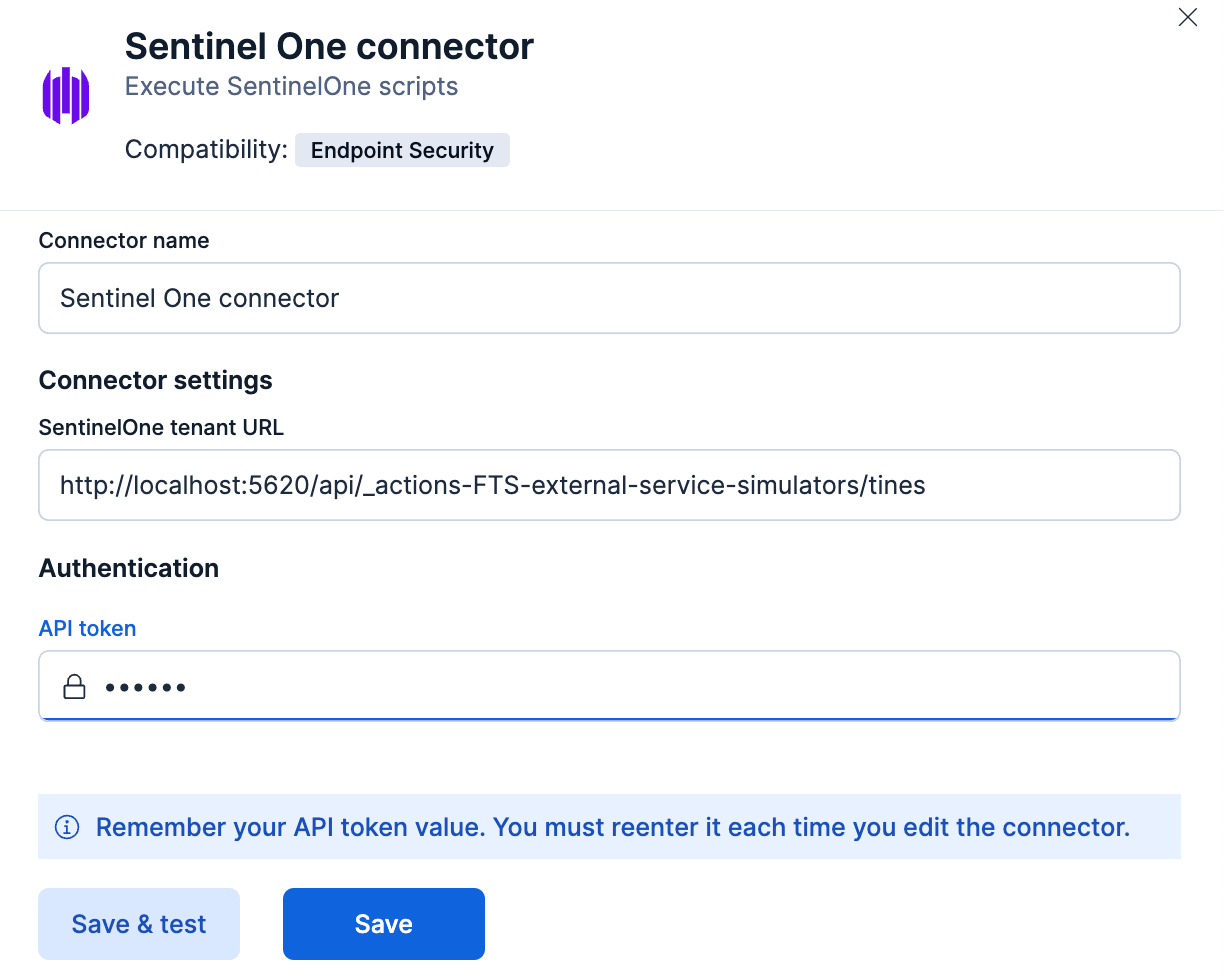 Sentinel One connector
Execute SentinelOne scripts
Compatibility: Endpoint Security
Connector name
Sentinel One connector
Connector settings
SentinelOne tenant URL
http://localhost:5620/api/_actions-FTS-external-service-simulators/tines
Authentication
API token
••••••
Remember your API token value. You must reenter it each time you edit the connector.
Save & test
Save